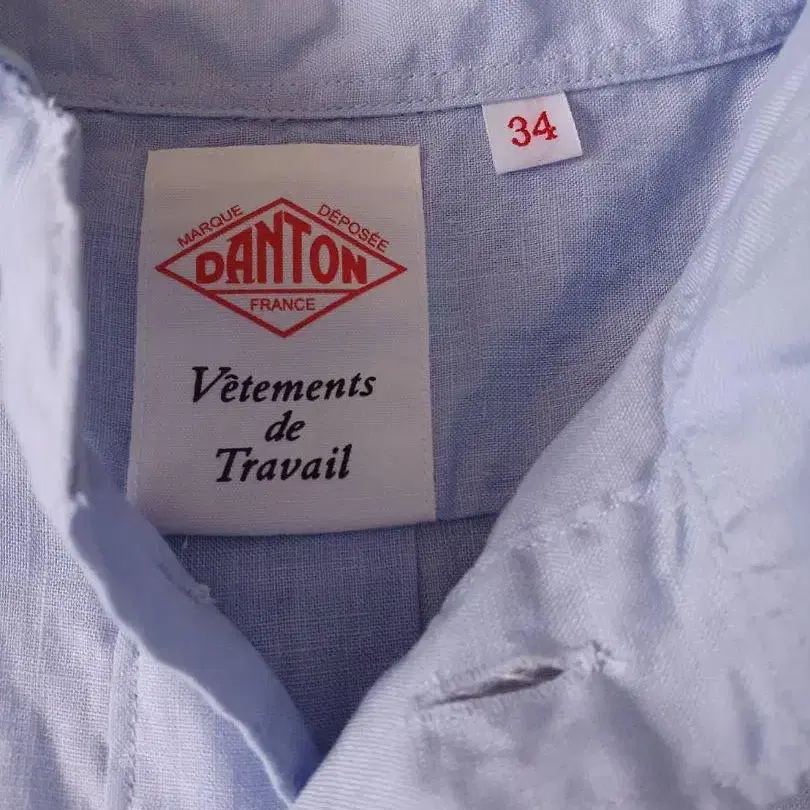 34
MARQUE DÉPOSÉE
DANTON
FRANCE
Vêtements
de
Travail